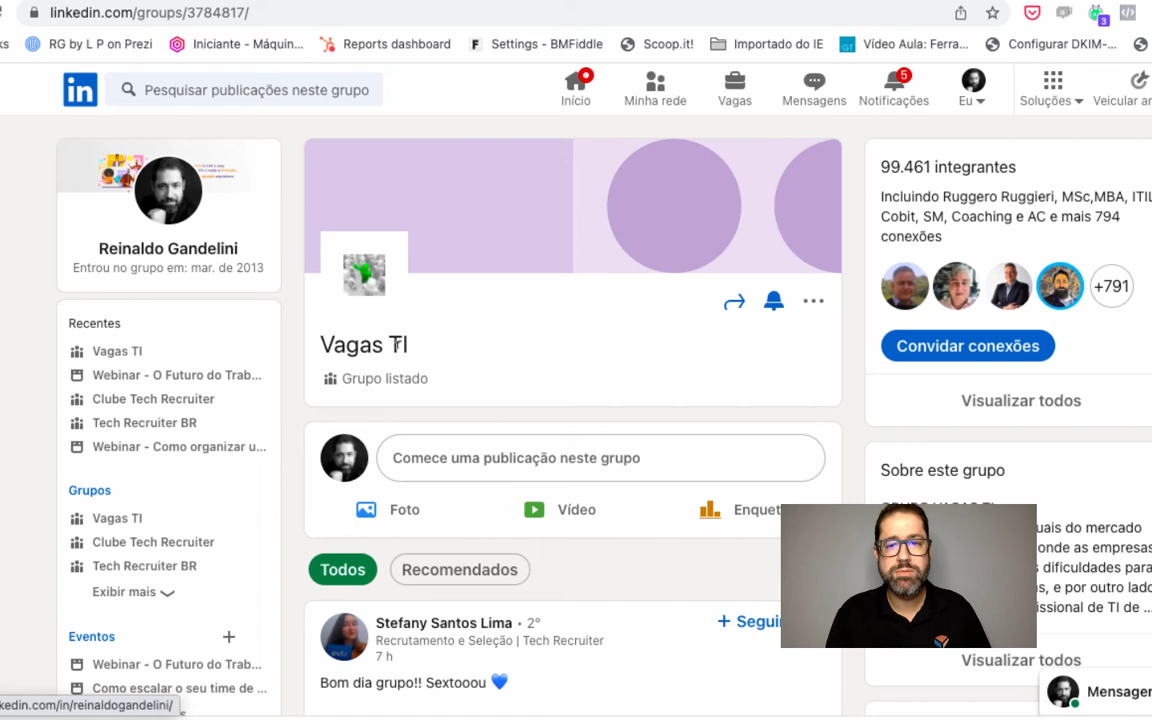 linkedin.com/groups/3784817/
3
ks RG by L P on Prezi Iniciante - Máquin... Reports dashboard F Settings - BMFiddle Scoop.it! Importado do IE GT Vídeo Aula: Ferra... Configurar DKIM-...
in Pesquisar publicações neste grupo
Início Minha rede Vagas Mensagens 5 Notificações Eu Soluções Veicular an
Reinaldo Gandelini
Entrou no grupo em: mar. de 2013
Recentes
Vagas TI
Webinar - O Futuro do Trab...
Clube Tech Recruiter
Tech Recruiter BR
Webinar - Como organizar u...
Grupos
Vagas TI
Clube Tech Recruiter
Tech Recruiter BR
Exibir mais
Eventos
Webinar - O Futuro do Trab...
Como escalar o seu time de ...
kedin.com/in/reinaldogandelini/
Vagas TI
Grupo listado
Comece uma publicação neste grupo
Foto Vídeo Enquet
Todos Recomendados
Stefany Santos Lima • 2° + Segui
Recrutamento e Seleção | Tech Recruiter
7 h
Bom dia grupo!! Sextooou 💙
99.461 integrantes
Incluindo Ruggero Ruggieri, MSc,MBA, ITIL
Cobit, SM, Coaching e AC e mais 794
conexões
+791
Convidar conexões
Visualizar todos
Sobre este grupo
uais do mercado
onde as empresas
s dificuldades para
as, e por outro lado
issional de TI de ...
Visualizar todos
Mensagen